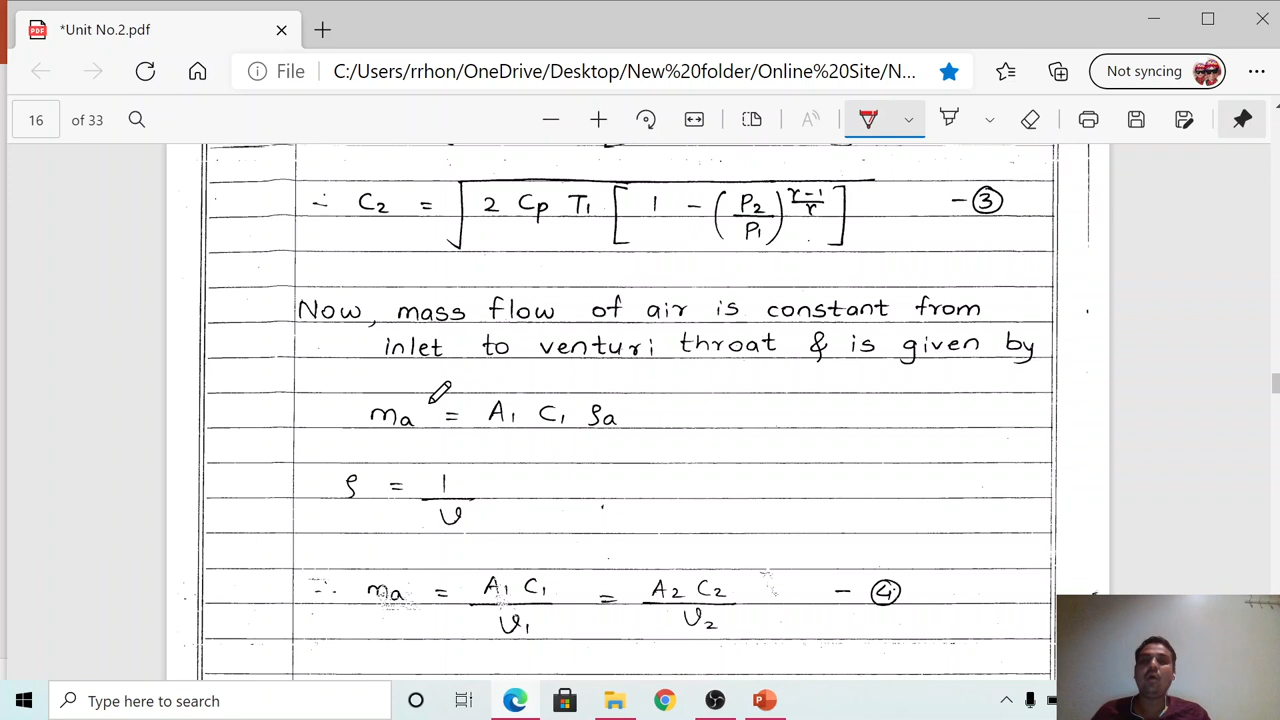 *Unit No.2.pdf
File C:/Users/rrhon/OneDrive/Desktop/New%20folder/Online%20Site/N... Not syncing
16 of 33
∴ C2 = √(2 Cp T1 [1 - (P2/P1)^((r-1)/r)]) - ③
Now, mass flow of air is constant from
inlet to venturi throat & is given by
ma = A1 C1 ρa
ρ = 1/v
∴ ma = A1 C1/v1 = A2 C2/v2 - ④
Type here to search